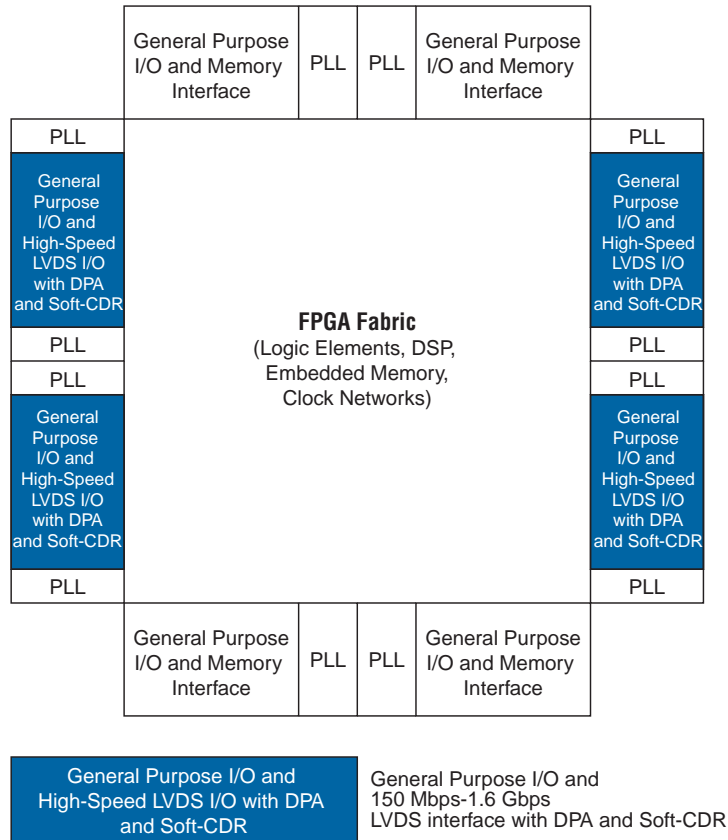 General Purpose
I/O and Memory
Interface
PLL
PLL
General Purpose
I/O and Memory
Interface
PLL
General
Purpose
I/O and
High-Speed
LVDS I/O
with DPA
and Soft-CDR
PLL
PLL
General
Purpose
I/O and
High-Speed
LVDS I/O
with DPA
and Soft-CDR
PLL
FPGA Fabric
(Logic Elements, DSP,
Embedded Memory,
Clock Networks)
PLL
General
Purpose
I/O and
High-Speed
LVDS I/O
with DPA
and Soft-CDR
PLL
PLL
General
Purpose
I/O and
High-Speed
LVDS I/O
with DPA
and Soft-CDR
PLL
General Purpose
I/O and Memory
Interface
PLL
PLL
General Purpose
I/O and Memory
Interface
General Purpose I/O and
High-Speed LVDS I/O with DPA
and Soft-CDR
General Purpose I/O and
150 Mbps-1.6 Gbps
LVDS interface with DPA and Soft-CDR